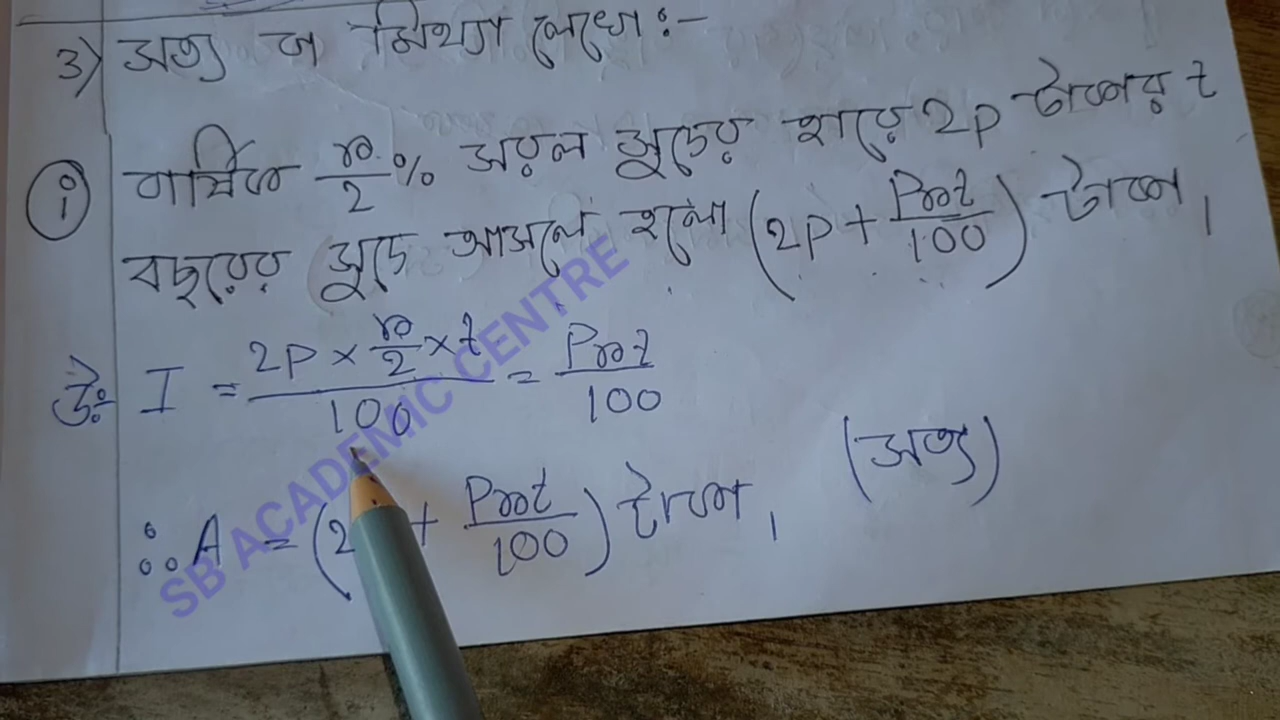 3) সত্য বা মিথ্যা লেখো :-
i বার্ষিক r/2 % সরল সুদের হারে 2p টাকার t
বছরের সুদে আসলে হলো (2p + Prt/100) টাকা।
উঃ- I = (2p × r/2 × t)/100 = Prt/100
∴ A = (2 + Prt/100) টাকা। (সত্য)
SB ACADEMIC CENTRE